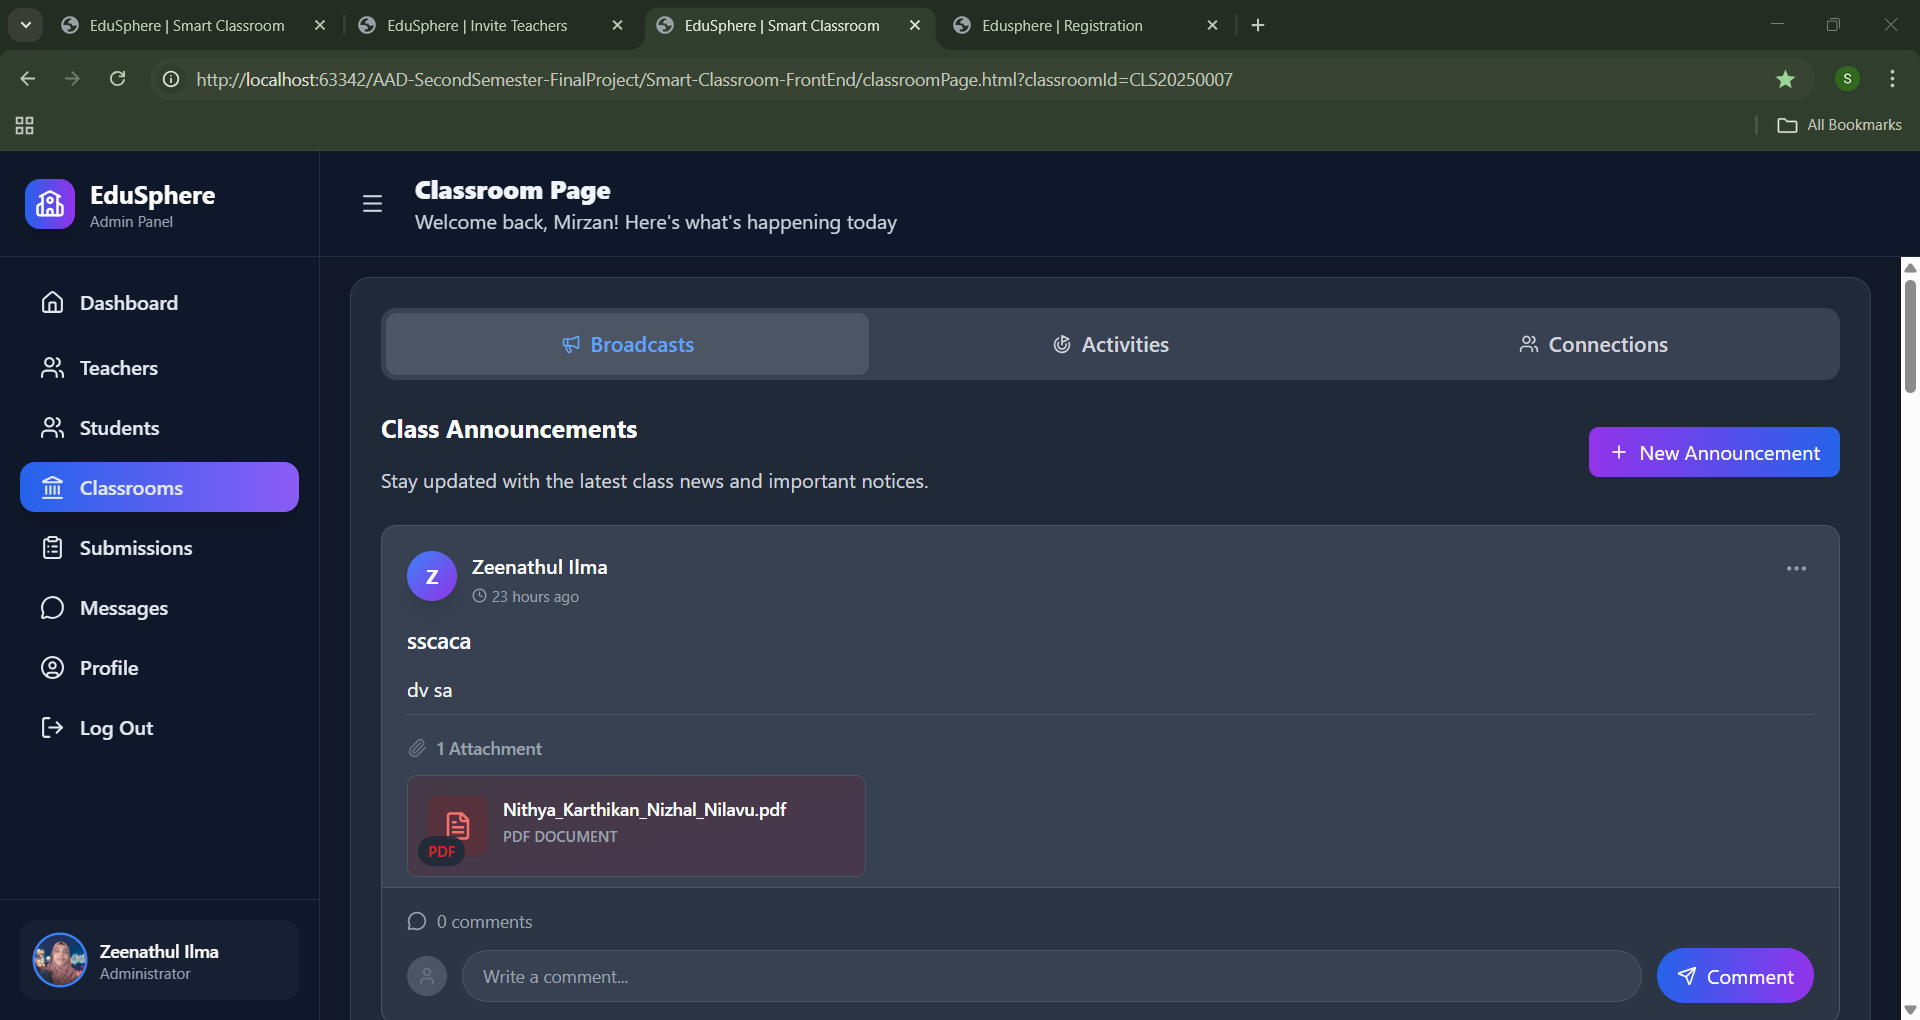 EduSphere | Smart Classroom
EduSphere | Invite Teachers
EduSphere | Smart Classroom
Edusphere | Registration
http://localhost:63342/AAD-SecondSemester-FinalProject/Smart-Classroom-FrontEnd/classroomPage.html?classroomId=CLS20250007
S
All Bookmarks
EduSphere
Admin Panel
Classroom Page
Welcome back, Mirzan! Here's what's happening today
Dashboard
Teachers
Students
Classrooms
Submissions
Messages
Profile
Log Out
Zeenathul Ilma
Administrator
Broadcasts
Activities
Connections
Class Announcements
Stay updated with the latest class news and important notices.
New Announcement
Z
Zeenathul Ilma
23 hours ago
sscaca
dv sa
1 Attachment
Nithya_Karthikan_Nizhal_Nilavu.pdf
PDF DOCUMENT
PDF
0 comments
Write a comment...
Comment